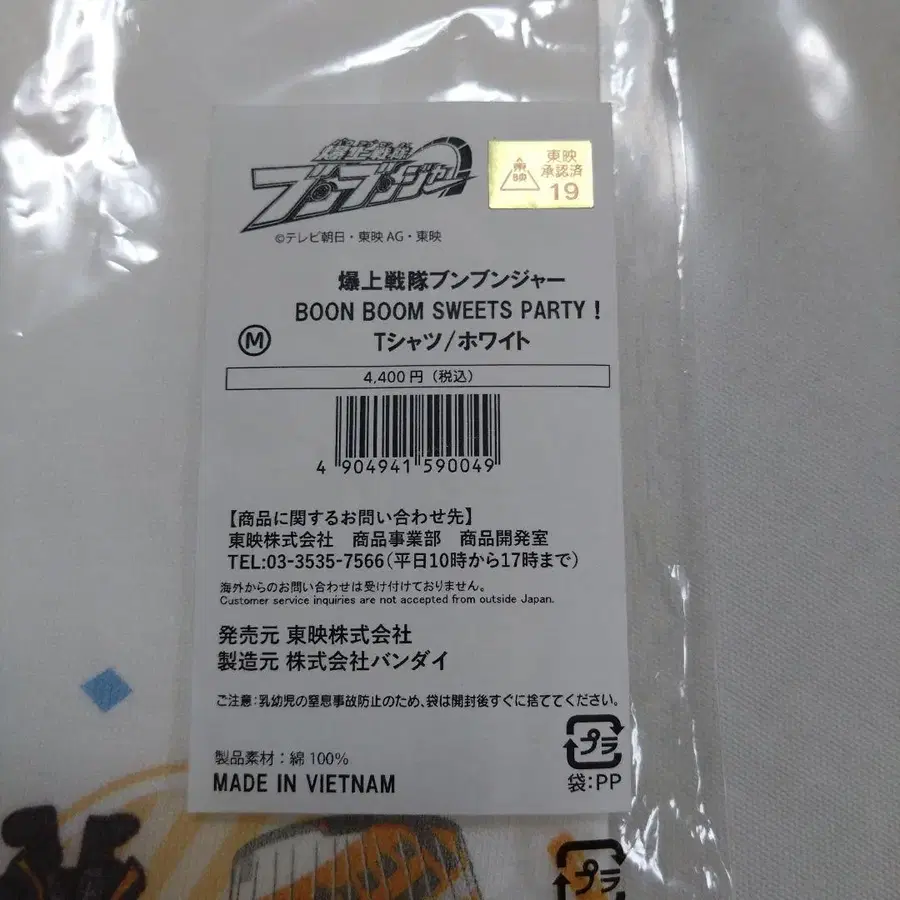 爆上戦隊
ブンブンジャー
東映
承認済
東映
19
©テレビ朝日・東映 AG・東映
爆上戦隊ブンブンジャー
BOON BOOM SWEETS PARTY！
Ⓜ Tシャツ/ホワイト
4,400円（税込）
4 904941 590049
【商品に関するお問い合わせ先】
東映株式会社　商品事業部　商品開発室
TEL:03-3535-7566（平日10時から17時まで）
海外からのお問い合わせは受け付けておりません。
Customer service inquiries are not accepted from outside Japan.
発売元 東映株式会社
製造元 株式会社バンダイ
ご注意：乳幼児の窒息事故防止のため、袋は開封後すぐに捨ててください。
プラ
袋：PP
製品素材：綿 100％
MADE IN VIETNAM
プラ